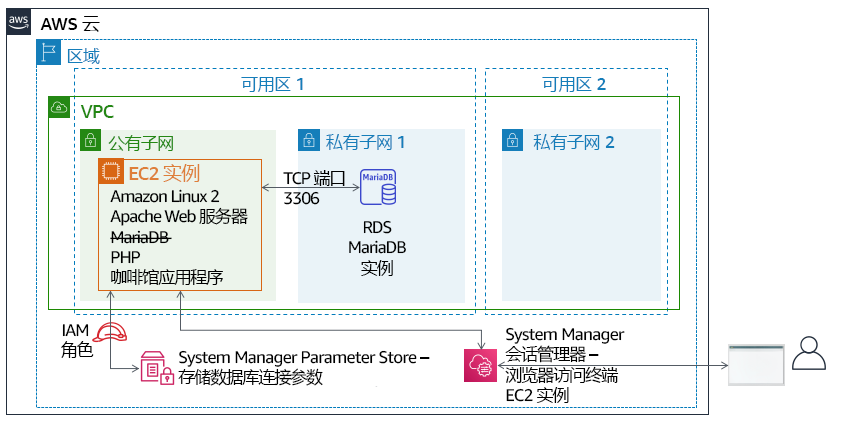 aws
AWS 云
区域
可用区 1
可用区 2
VPC
公有子网
私有子网 1
私有子网 2
EC2 实例
Amazon Linux 2
Apache Web 服务器
MariaDB
PHP
咖啡馆应用程序
TCP 端口
3306
MariaDB
RDS
MariaDB
实例
IAM
角色
System Manager Parameter Store –
存储数据库连接参数
System Manager
会话管理器 –
浏览器访问终端
EC2 实例